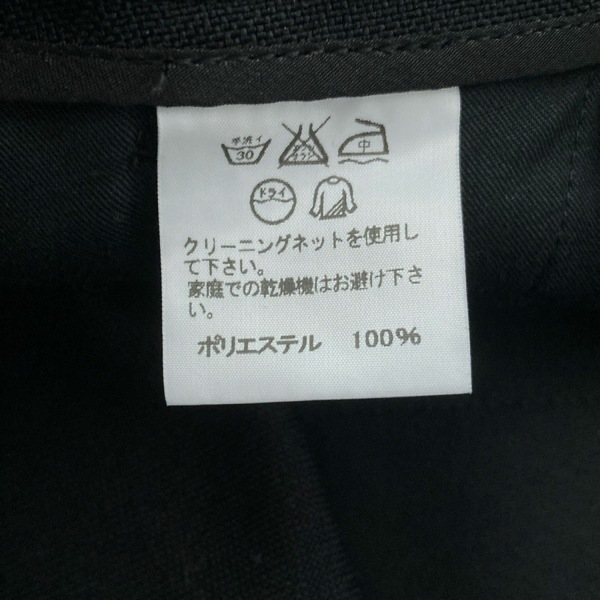 手洗イ
30
エンソ
サラシ
中
ドライ
クリーニングネットを使用し
て下さい。
家庭での乾燥機はお避け下さ
い。
ポリエステル 100%